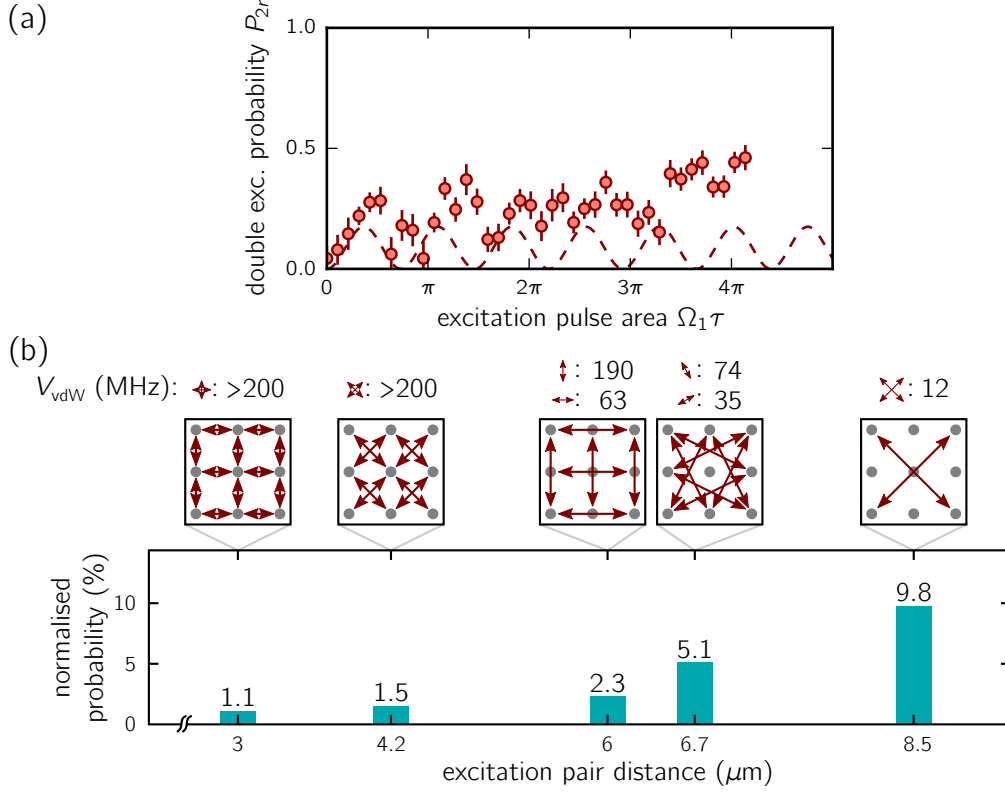 (a)
double exc. probability P2r
1.0
0.5
0.0
0 π 2π 3π 4π
excitation pulse area Ω1τ
(b)
VvdW (MHz): : >200 : >200 : 190 : 74 : 12
: 63 : 35
normalised
probability (%)
10
5
0
1.1 1.5 2.3 5.1 9.8
3 4.2 6 6.7 8.5
excitation pair distance (μm)